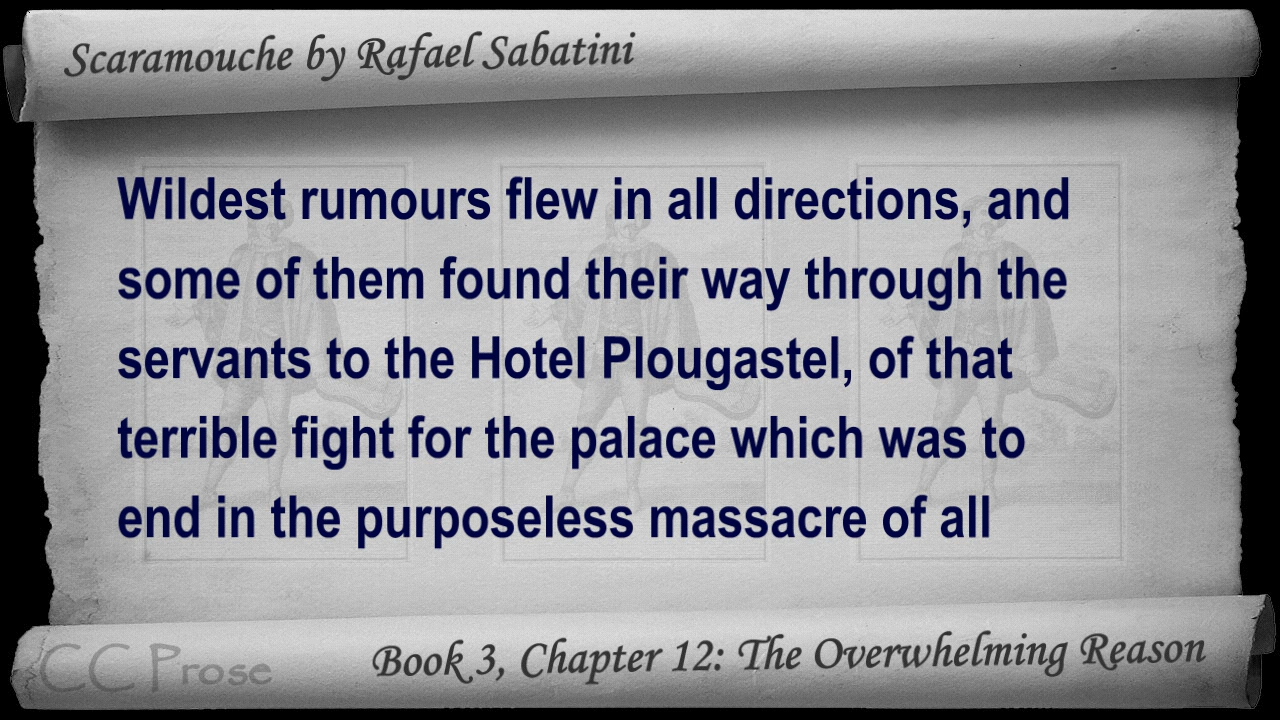 Scaramouche by Rafael Sabatini
Wildest rumours flew in all directions, and
some of them found their way through the
servants to the Hotel Plougastel, of that
terrible fight for the palace which was to
end in the purposeless massacre of all
CC Prose
Book 3, Chapter 12: The Overwhelming Reason